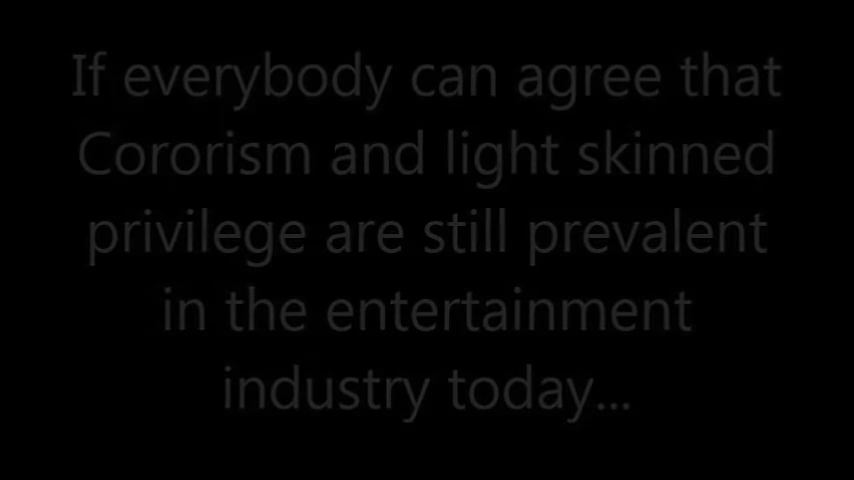 If everybody can agree that
Cororism and light skinned
privilege are still prevalent
in the entertainment
industry today...